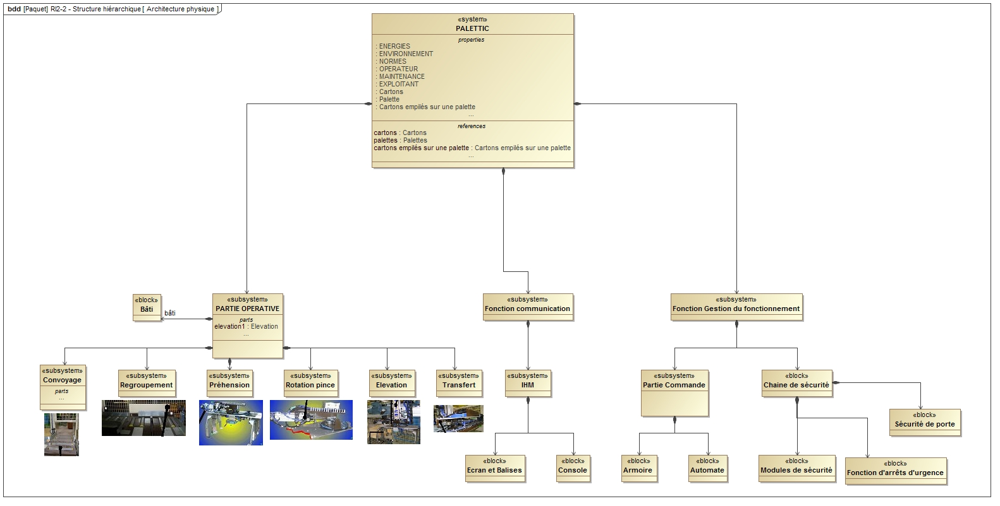 bdd [Paquet] RI2-2 - Structure hiérarchique [ Architecture physique ]
«system»
PALETTIC
properties
: ENERGIES
: ENVIRONNEMENT
: NORMES
: OPERATEUR
: MAINTENANCE
: EXPLOITANT
: Cartons
: Palette
: Cartons empilés sur une palette
...
references
cartons : Cartons
palettes : Palettes
cartons empilés sur une palette : Cartons empilés sur une palette
...
«block»
Bâti
bâti
«subsystem»
PARTIE OPERATIVE
parts
elevation1 : Elevation
...
«subsystem»
Fonction communication
«subsystem»
Fonction Gestion du fonctionnement
«subsystem»
Convoyage
parts
...
«subsystem»
Regroupement
«subsystem»
Préhension
«subsystem»
Rotation pince
«subsystem»
Elevation
«subsystem»
Transfert
«subsystem»
IHM
«subsystem»
Partie Commande
«block»
Chaine de sécurité
«block»
Sécurité de porte
«block»
Ecran et Balises
«block»
Console
«block»
Armoire
«block»
Automate
«block»
Modules de sécurité
«block»
Fonction d'arrêts d'urgence